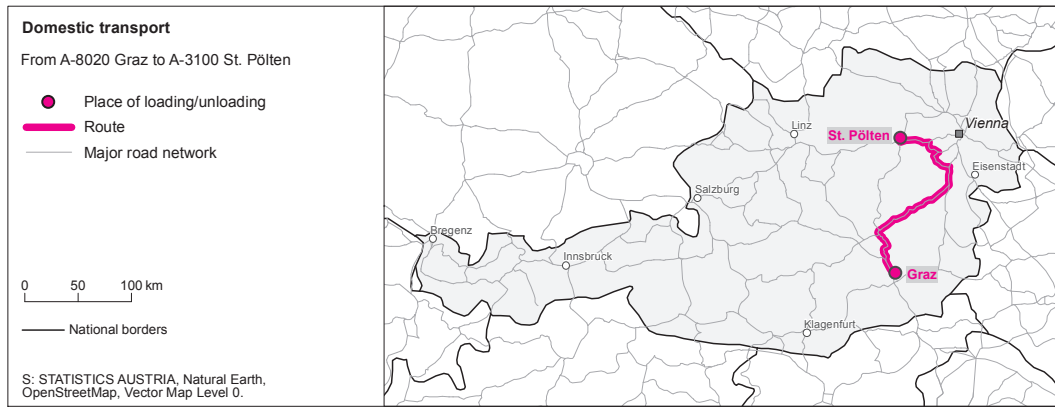 Domestic transport
From A-8020 Graz to A-3100 St. Pölten
Place of loading/unloading
Route
Major road network
0 50 100 km
National borders
S: STATISTICS AUSTRIA, Natural Earth,
OpenStreetMap, Vector Map Level 0.
Linz
St. Pölten
Vienna
Eisenstadt
Salzburg
Bregenz
Innsbruck
Graz
Klagenfurt